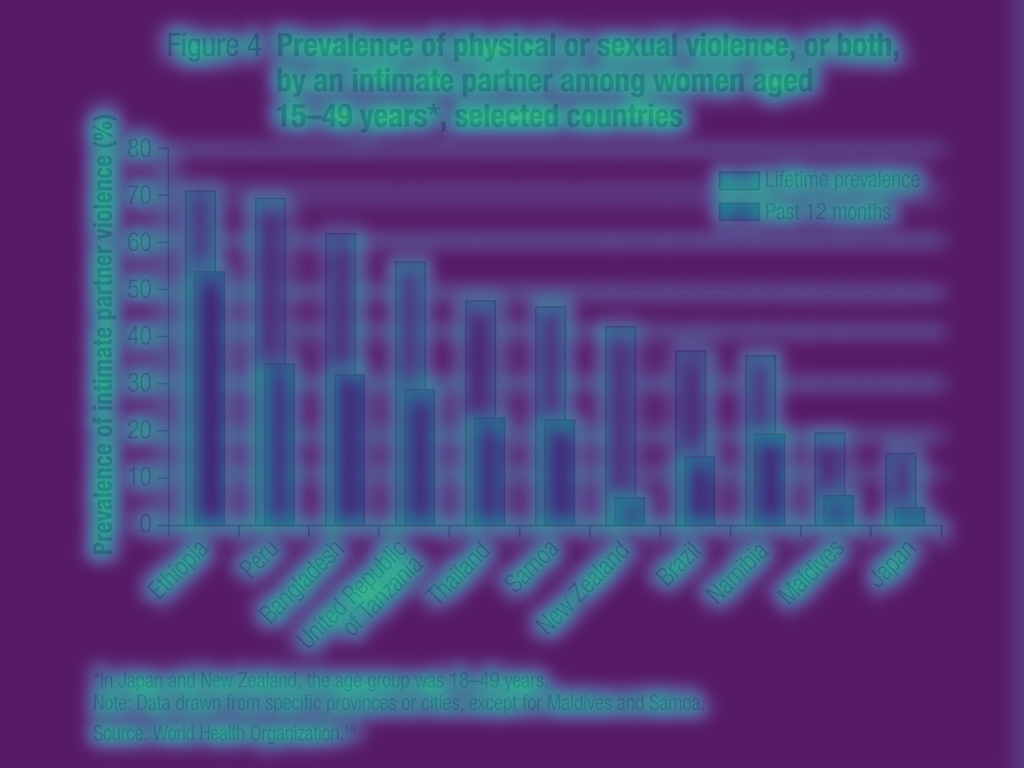 Figure 4 Prevalence of physical or sexual violence, or both,
by an intimate partner among women aged
15–49 years*, selected countries
Prevalence of intimate partner violence (%)
80
70
60
50
40
30
20
10
0
Lifetime prevalence
Past 12 months
Ethiopia
Peru
Bangladesh
United Republic
of Tanzania
Thailand
Samoa
New Zealand
Brazil
Namibia
Maldives
Japan
*In Japan and New Zealand, the age group was 18–49 years.
Note: Data drawn from specific provinces or cities, except for Maldives and Samoa.
Source: World Health Organization.¹⁸